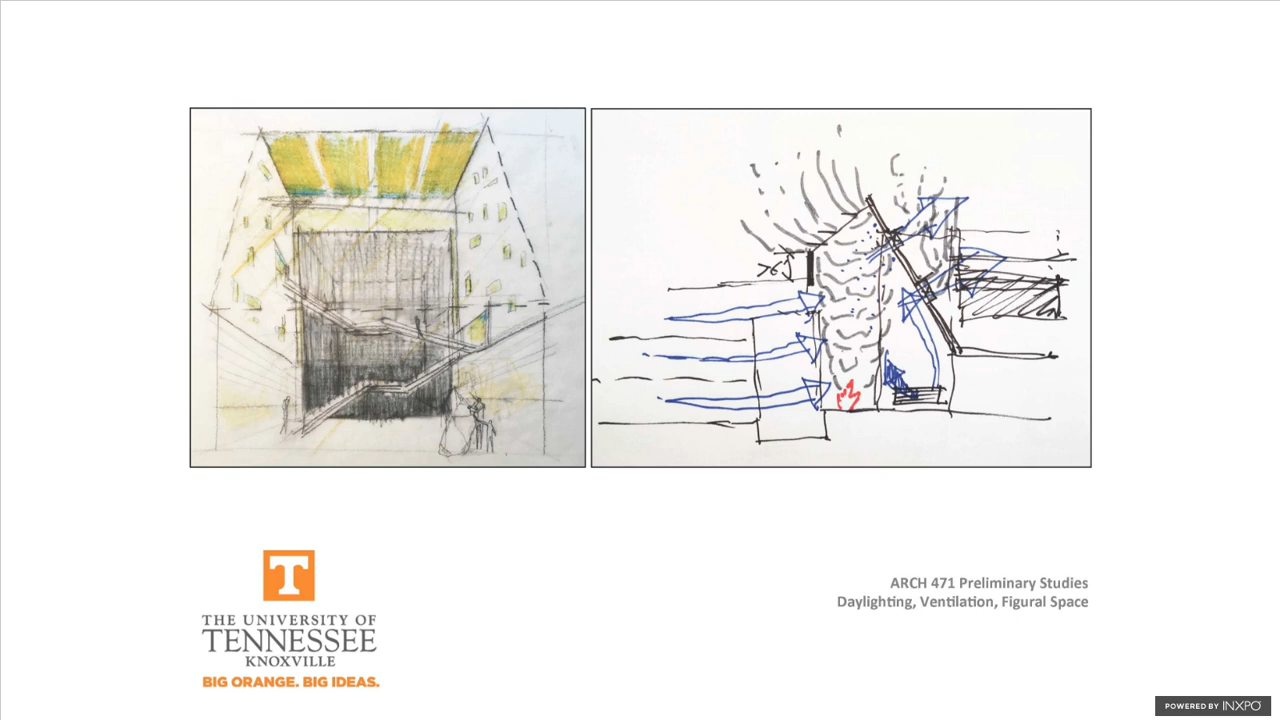 ARCH 471 Preliminary Studies
Daylighting, Ventilation, Figural Space
T
THE UNIVERSITY OF
TENNESSEE
KNOXVILLE
BIG ORANGE. BIG IDEAS.
POWERED BY INXPO